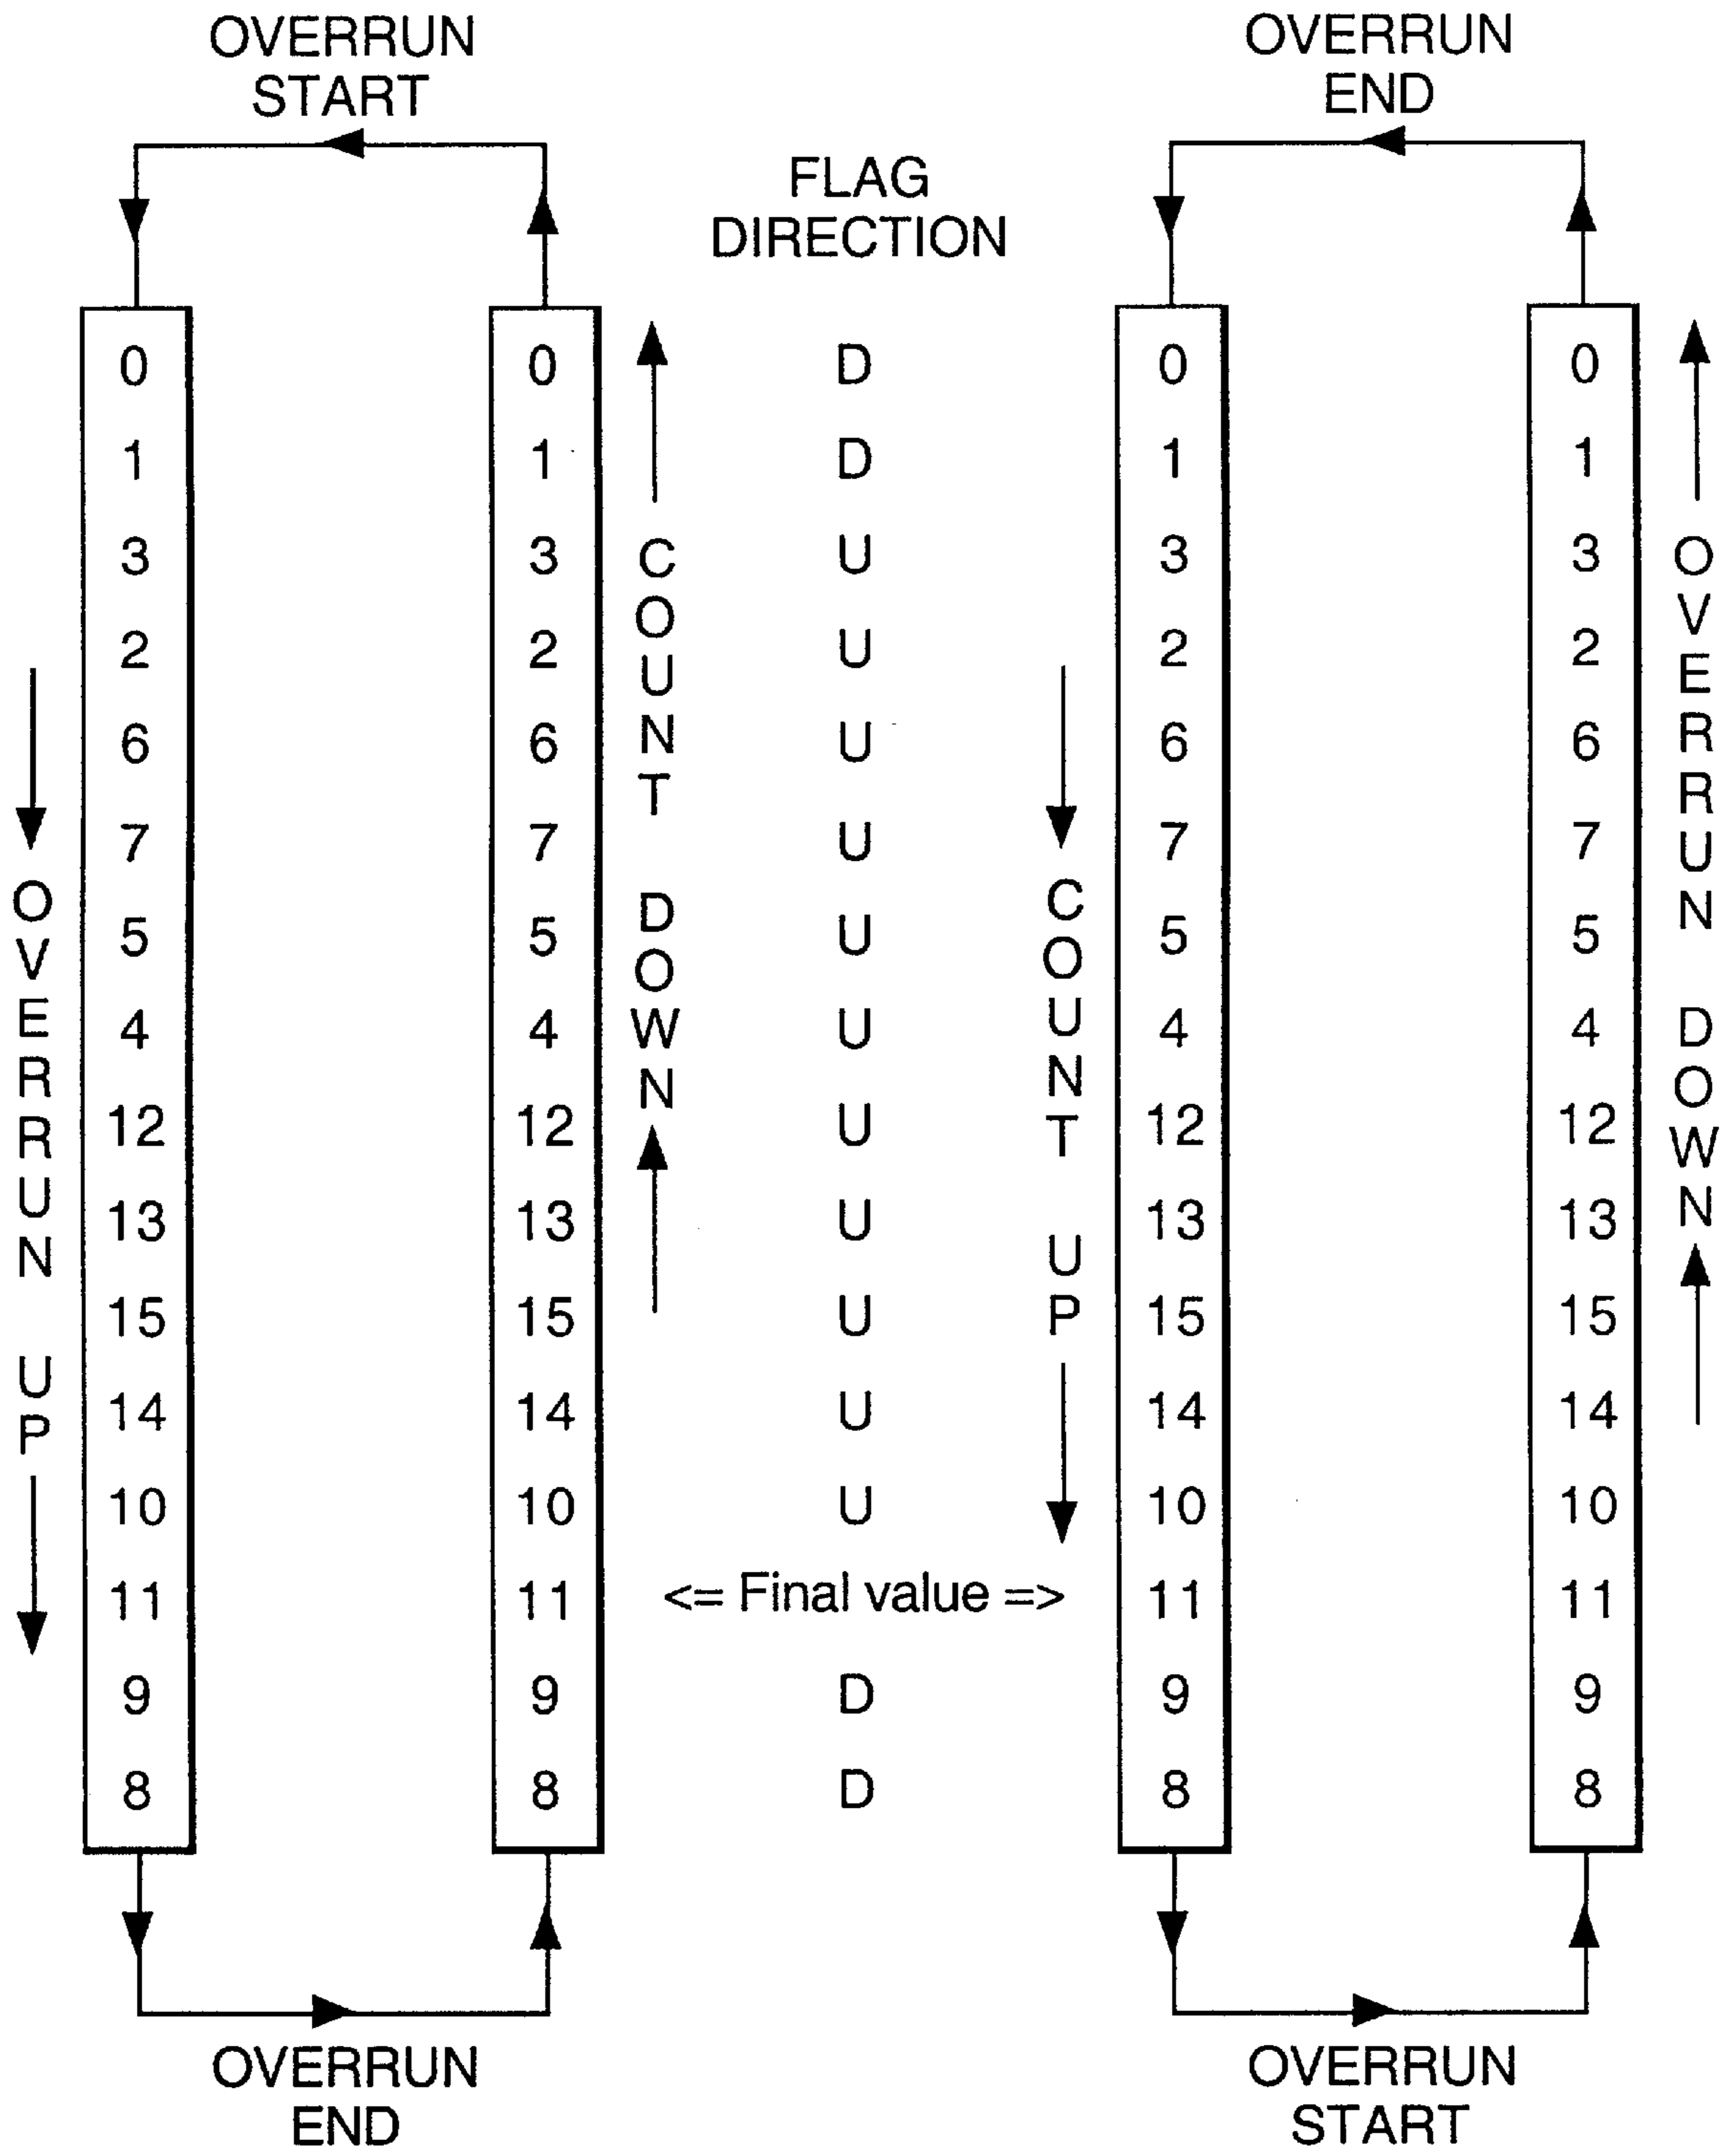 OVERRUN
START
OVERRUN
END
FLAG
DIRECTION
0 0 D 0 0
1 1 D 1 1
3 3 U 3 3
2 2 U 2 2
6 6 U 6 6
7 7 U 7 7
5 5 U 5 5
4 4 U 4 4
12 12 U 12 12
13 13 U 13 13
15 15 U 15 15
14 14 U 14 14
10 10 U 10 10
11 11 <= Final value => 11 11
9 9 D 9 9
8 8 D 8 8
OVERRUN UP
COUNT DOWN
COUNT UP
OVERRUN DOWN
OVERRUN
END
OVERRUN
START